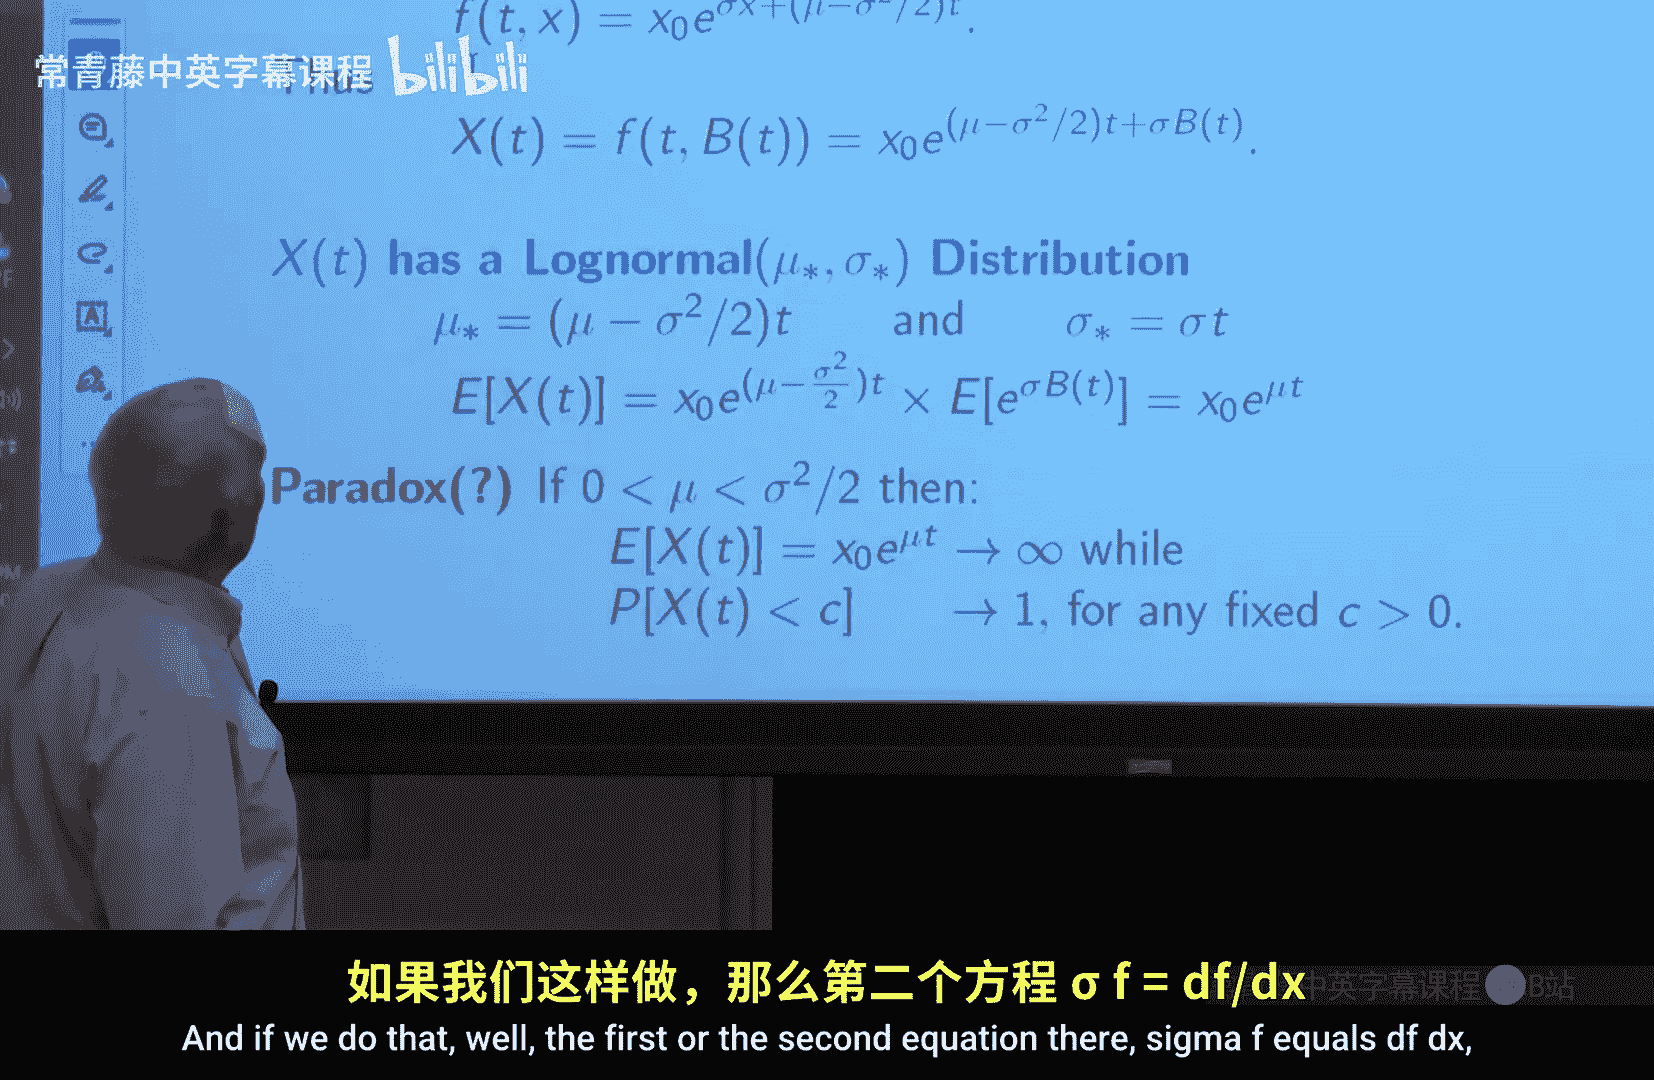 f(t, x) = x₀e^{σx+(μ−σ²/2)t}.
常青藤中英字幕课程 bilibili
Thus
X(t) = f(t, B(t)) = x₀e^{(μ−σ²/2)t+σB(t)}.
X(t) has a Lognormal(μ*, σ*) Distribution
μ* = (μ − σ²/2)t and σ* = σt
E[X(t)] = x₀e^{(μ−σ²/2)t} × E[e^{σB(t)}] = x₀e^{μt}
Paradox(?) If 0 < μ < σ²/2 then:
E[X(t)] = x₀e^{μt} → ∞ while
P[X(t) < c] → 1, for any fixed c > 0.
如果我们这样做，那么第二个方程 σ f = df/dx
中英字幕课程 B站
And if we do that, well, the first or the second equation there, sigma f equals df dx,